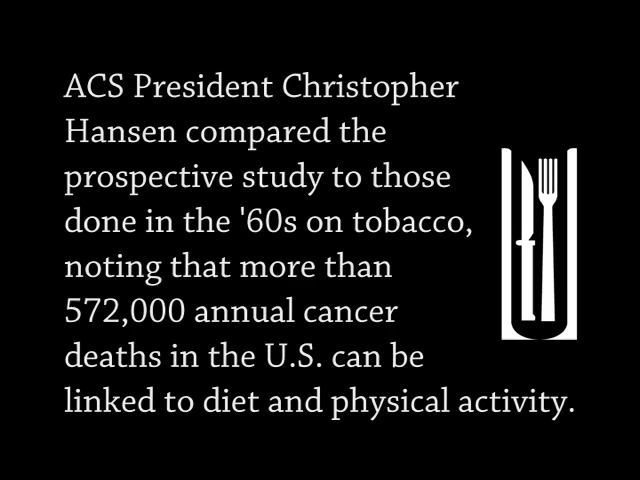 ACS President Christopher
Hansen compared the
prospective study to those
done in the '60s on tobacco,
noting that more than
572,000 annual cancer
deaths in the U.S. can be
linked to diet and physical activity.